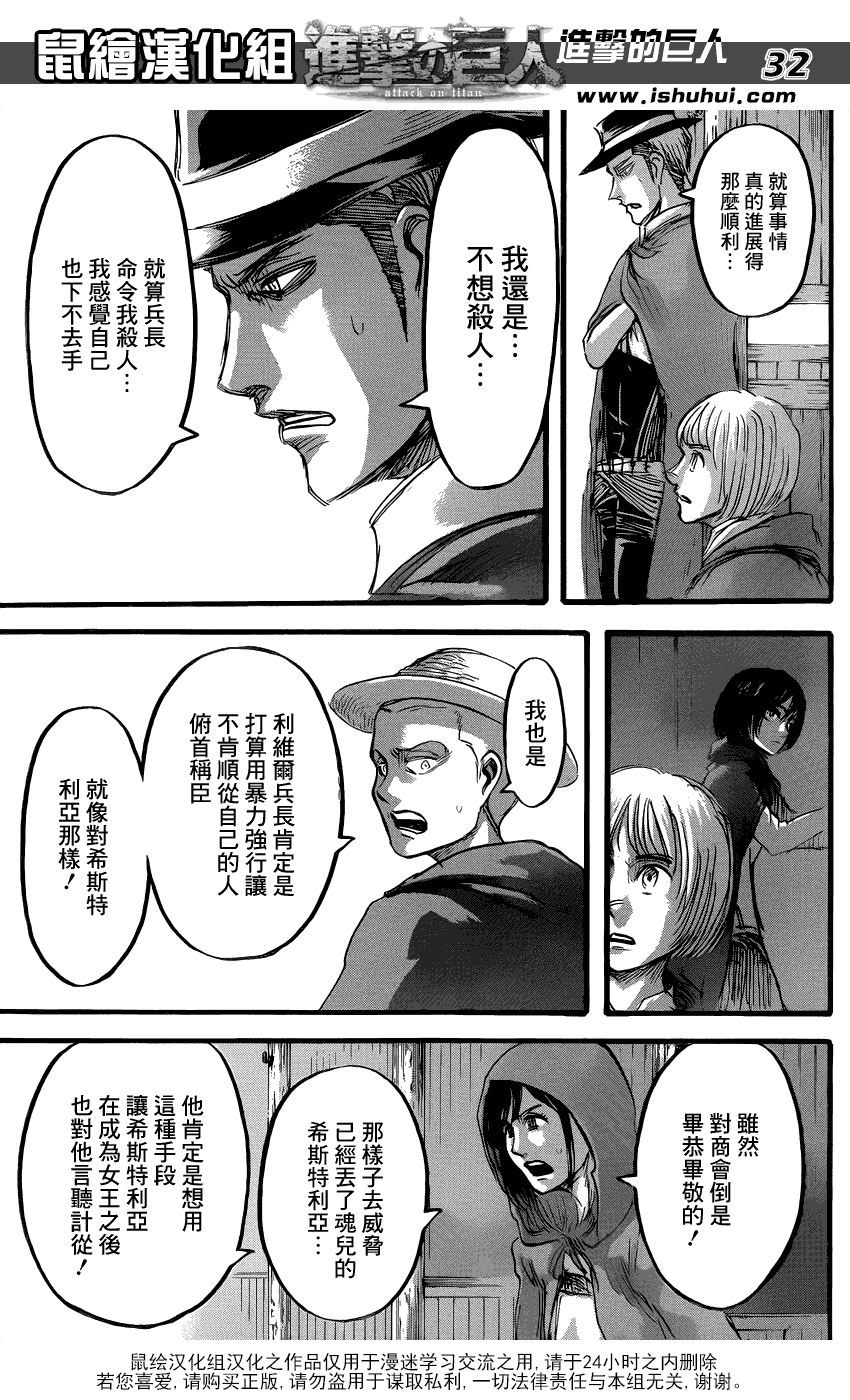 鼠繪漢化組
進撃の巨人
attack on titan
進擊的巨人
www.ishuhui.com
32
就算事情
真的進展得
那麼順利…
我還是…
不想殺人…
就算兵長
命令我殺人…
我感覺自己
也下不去手
我也是
利維爾兵長肯定是
打算用暴力強行讓
不肯順從自己的人
俯首稱臣
就像對希斯特
利亞那樣！
雖然
對商會倒是
畢恭畢敬的！
那樣子去威脅
已經丟了魂兒的
希斯特利亞…
他肯定是想用
這種手段
讓希斯特利亞
在成為女王之後
也對他言聽計從！
鼠绘汉化组汉化之作品仅用于漫迷学习交流之用, 请于24小时之内删除
若您喜爱, 请购买正版, 请勿盗用于谋取私利, 一切法律责任与本组无关, 谢谢。